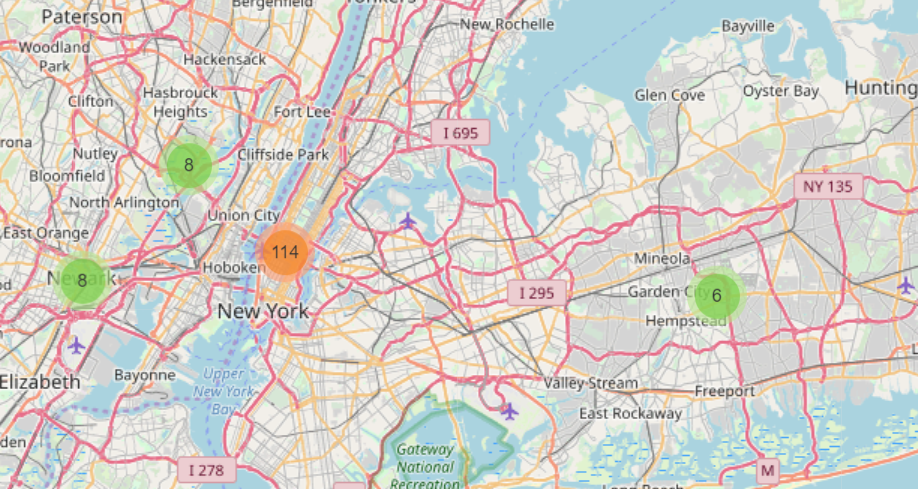 Bergenfield
Paterson
New Rochelle
Bayville
Woodland
Park
Hackensack
Oyster Bay
Hunting
Glen Cove
Clifton
Hasbrouck
Heights
Fort Lee
I 695
Nutley
Cliffside Park
8
Bloomfield
NY 135
North Arlington
Union City
East Orange
114
Mineola
Hoboken
Newark
8
I 295
Garden City
6
New York
Hempstead
Bayonne
Elizabeth
Upper
New York
Bay
Valley Stream
Freeport
East Rockaway
Gateway
National
Recreation
I 278
M